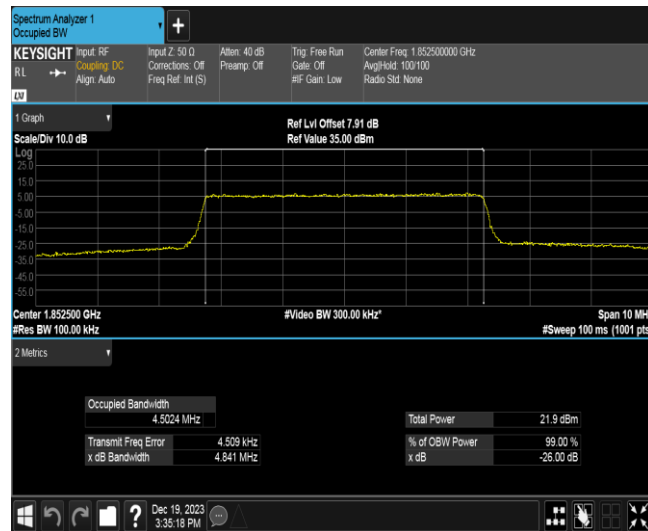 Spectrum Analyzer 1
Occupied BW
KEYSIGHT
RL
LXI
Input: RF
Coupling: DC
Align: Auto
Input Z: 50 Ω
Corrections: Off
Freq Ref: Int (S)
Atten: 40 dB
Preamp: Off
Trig: Free Run
Gate: Off
#IF Gain: Low
Center Freq: 1.852500000 GHz
Avg|Hold: 100/100
Radio Std: None
1 Graph
Scale/Div 10.0 dB
Ref Lvl Offset 7.91 dB
Ref Value 35.00 dBm
Log
25.0
15.0
5.00
-5.00
-15.0
-25.0
-35.0
-45.0
-55.0
Center 1.852500 GHz
#Res BW 100.00 kHz
#Video BW 300.00 kHz*
Span 10 MH
#Sweep 100 ms (1001 pts
2 Metrics
Occupied Bandwidth
4.5024 MHz
Transmit Freq Error 4.509 kHz
x dB Bandwidth 4.841 MHz
Total Power 21.9 dBm
% of OBW Power 99.00 %
x dB -26.00 dB
Dec 19, 2023
3:35:18 PM